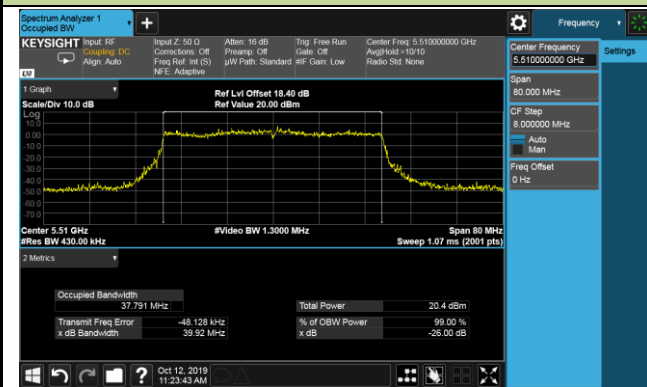 Spectrum Analyzer 1
Occupied BW
Frequency
KEYSIGHT
Input: RF
Coupling: DC
Align: Auto
Input Z: 50 Ω
Corrections: Off
Freq Ref: Int (S)
NFE: Adaptive
Atten: 16 dB
Preamp: Off
µW Path: Standard
Trig: Free Run
Gate: Off
#IF Gain: Low
Center Freq: 5.510000000 GHz
Avg|Hold:>10/10
Radio Std: None
Center Frequency
5.510000000 GHz
Settings
Span
80.000 MHz
CF Step
8.000000 MHz
Auto
Man
Freq Offset
0 Hz
1 Graph
Scale/Div 10.0 dB
Ref Lvl Offset 18.40 dB
Ref Value 20.00 dBm
Log
10.0
0.00
-10.0
-20.0
-30.0
-40.0
-50.0
-60.0
-70.0
Center 5.51 GHz
#Video BW 1.3000 MHz
Span 80 MHz
#Res BW 430.00 kHz
Sweep 1.07 ms (2001 pts)
2 Metrics
Occupied Bandwidth
37.791 MHz
Total Power
20.4 dBm
Transmit Freq Error
-48.128 kHz
% of OBW Power
99.00 %
x dB Bandwidth
39.92 MHz
x dB
-26.00 dB
Oct 12, 2019
11:23:43 AM